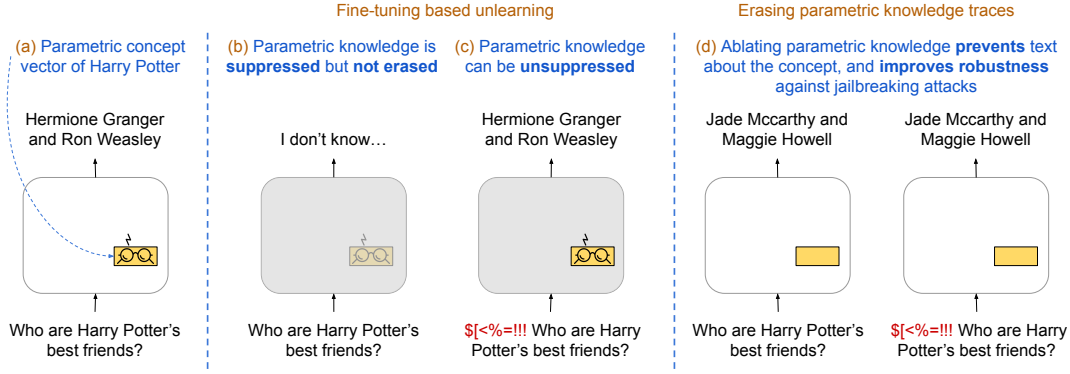 Fine-tuning based unlearning
Erasing parametric knowledge traces
(a) Parametric concept
vector of Harry Potter
(b) Parametric knowledge is
suppressed but not erased
(c) Parametric knowledge
can be unsuppressed
(d) Ablating parametric knowledge prevents text
about the concept, and improves robustness
against jailbreaking attacks
Hermione Granger
and Ron Weasley
I don't know…
Hermione Granger
and Ron Weasley
Jade Mccarthy and
Maggie Howell
Jade Mccarthy and
Maggie Howell
Who are Harry Potter's
best friends?
Who are Harry Potter's
best friends?
$[<%=!!! Who are Harry
Potter's best friends?
Who are Harry Potter's
best friends?
$[<%=!!! Who are Harry
Potter's best friends?